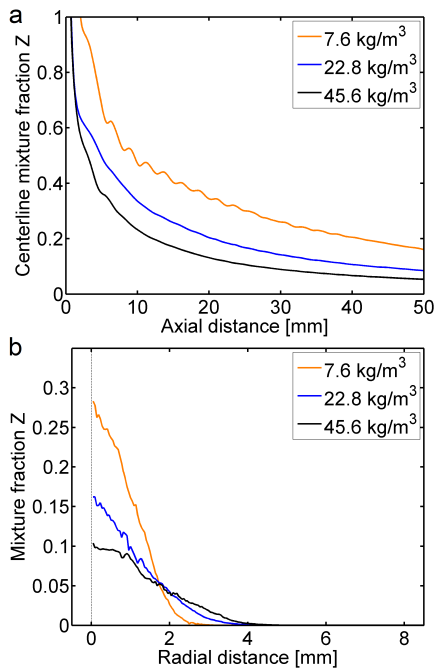 a
Centerline mixture fraction Z
1
0.8
0.6
0.4
0.2
0
7.6 kg/m³
22.8 kg/m³
45.6 kg/m³
0 10 20 30 40 50
Axial distance [mm]
b
Mixture fraction Z
0.3
0.25
0.2
0.15
0.1
0.05
0
7.6 kg/m³
22.8 kg/m³
45.6 kg/m³
0 2 4 6 8
Radial distance [mm]